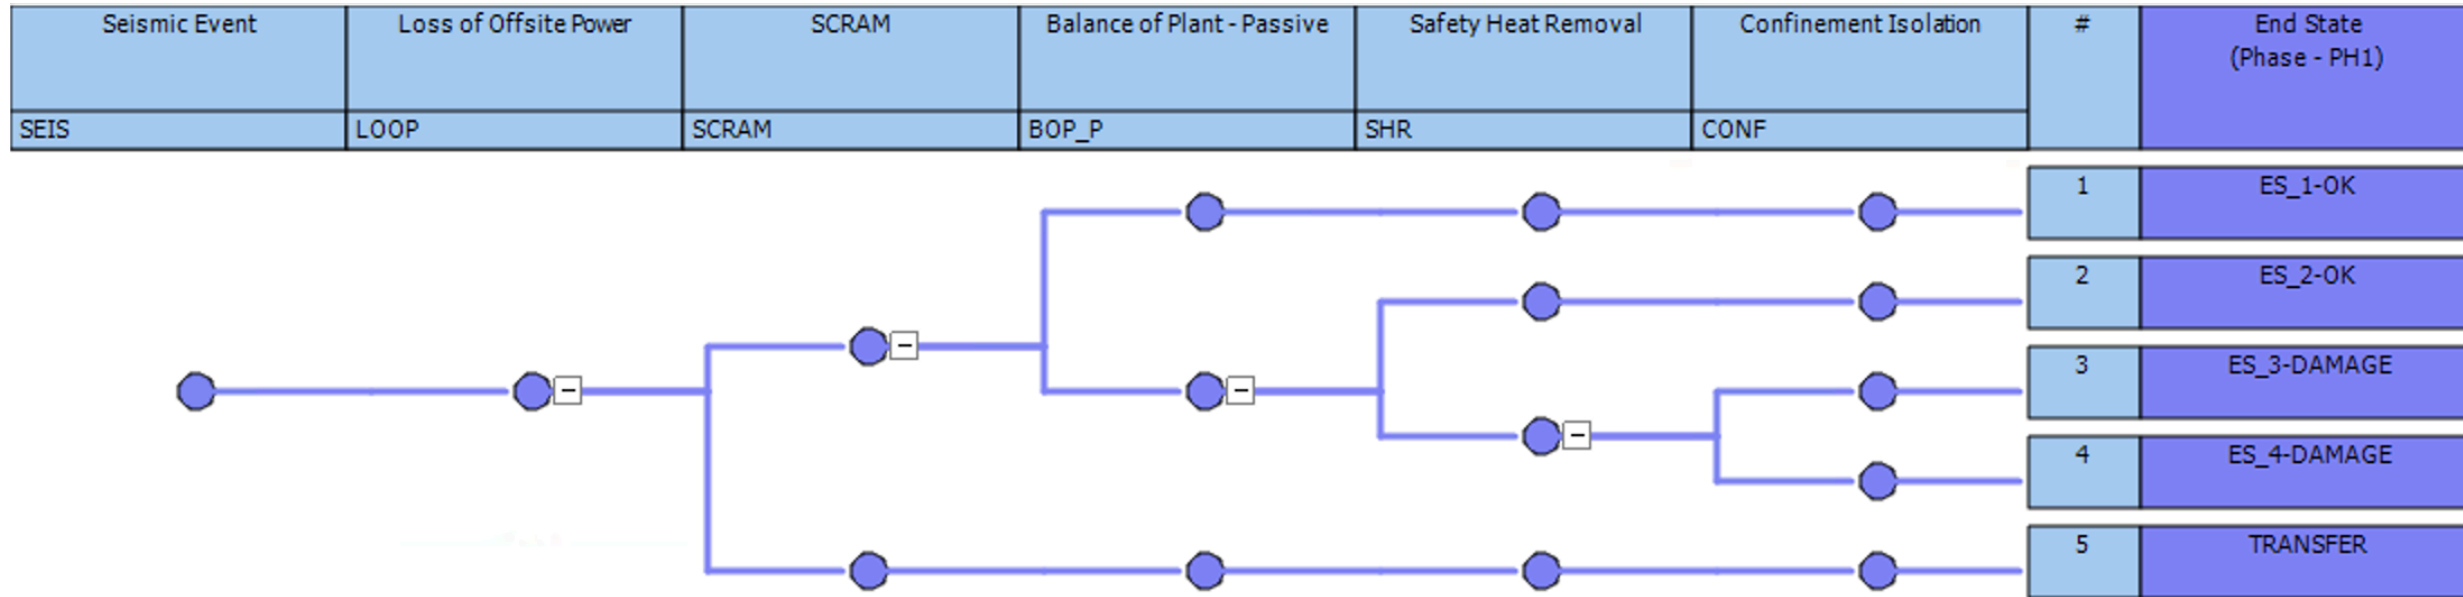 Seismic Event
Loss of Offsite Power
SCRAM
Balance of Plant - Passive
Safety Heat Removal
Confinement Isolation
#
End State
(Phase - PH1)
SEIS
LOOP
SCRAM
BOP_P
SHR
CONF
1
ES_1-OK
2
ES_2-OK
3
ES_3-DAMAGE
4
ES_4-DAMAGE
5
TRANSFER